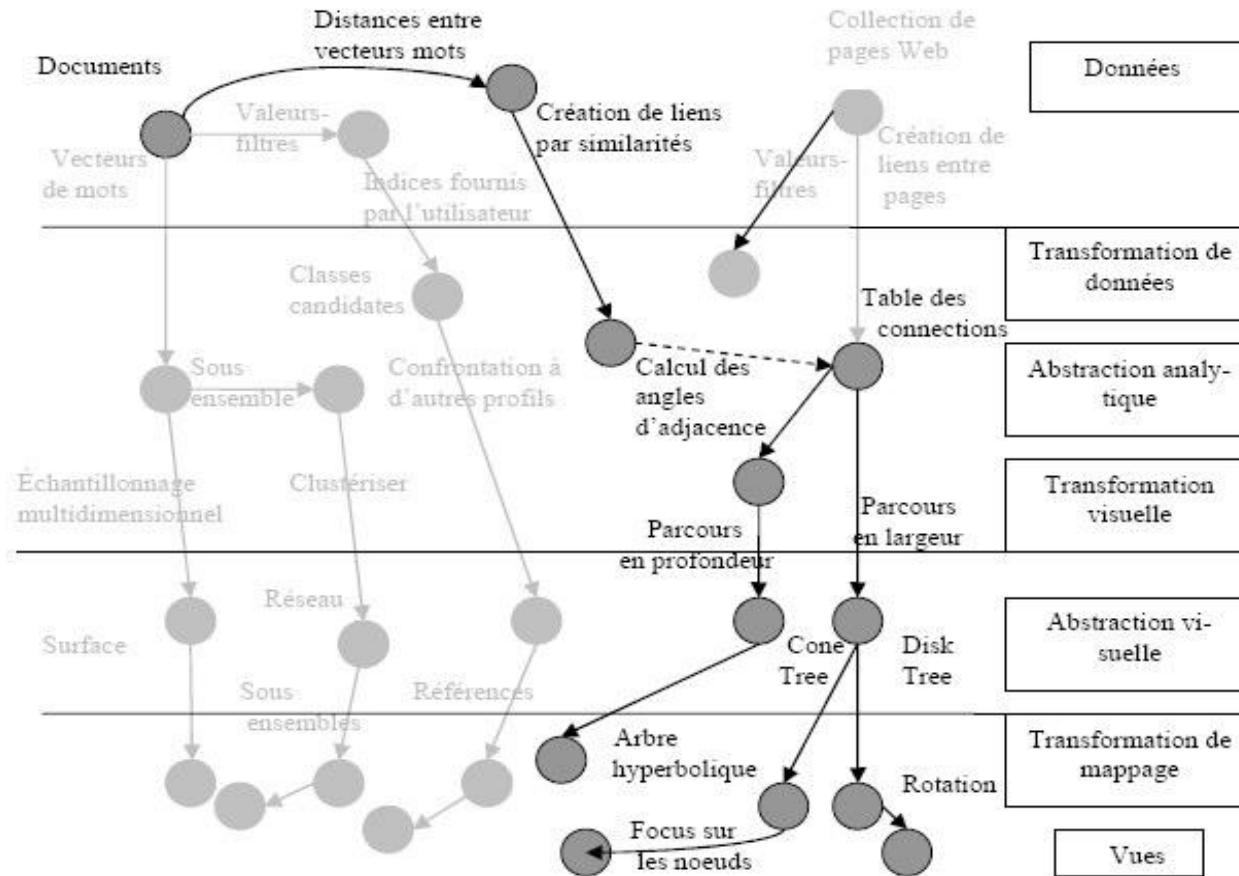 Distances entre
vecteurs mots
Collection de
pages Web
Documents
Données
Valeurs-
filtres
Création de liens
par similarités
Création de
liens entre
pages
Vecteurs
de mots
Valeurs-
filtres
Indices fournis
par l'utilisateur
Transformation de
données
Classes
candidates
Table des
connections
Sous
ensemble
Confrontation à
d'autres profils
Calcul des
angles
d'adjacence
Abstraction analy-
tique
Échantillonnage
multidimensionnel
Clustériser
Transformation
visuelle
Parcours
en profondeur
Parcours
en largeur
Réseau
Surface
Cone
Tree
Disk
Tree
Abstraction vi-
suelle
Sous
ensembles
Références
Arbre
hyperbolique
Transformation de
mappage
Rotation
Focus sur
les noeuds
Vues